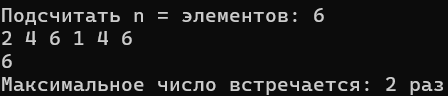 Подсчитать n = элементов: 6
2 4 6 1 4 6
6
Максимальное число встречается: 2 раз